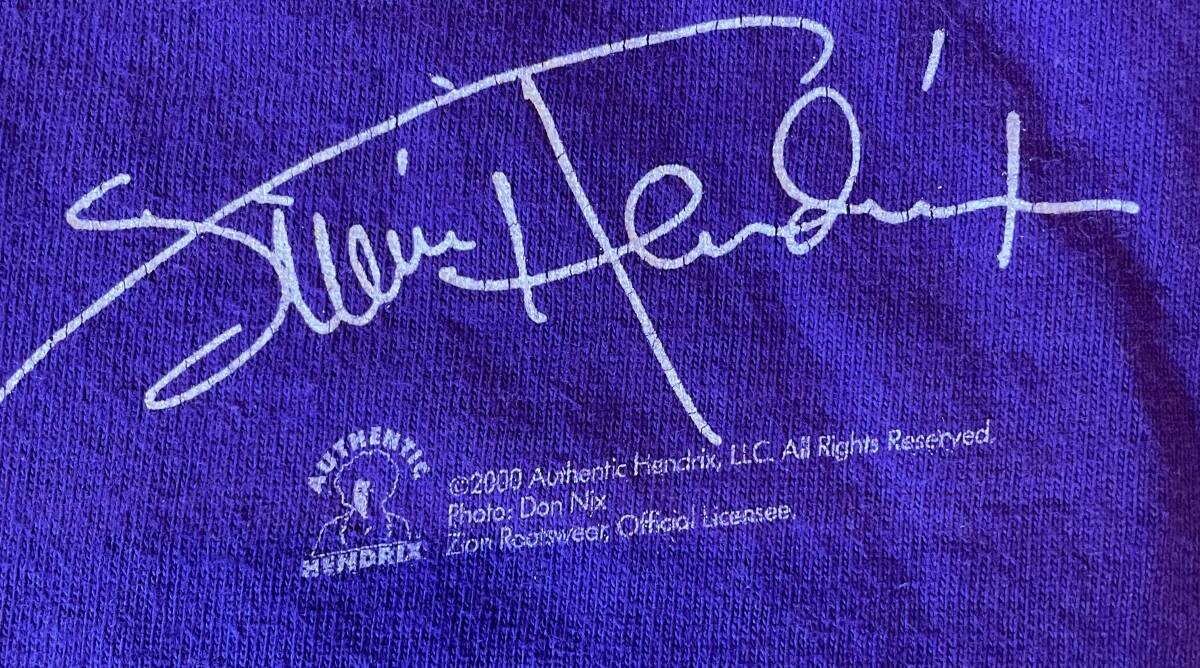 Jimi Hendrix
AUTHENTIC
HENDRIX
©2000 Authentic Hendrix, LLC. All Rights Reserved.
Photo: Don Nix
Zion Rootswear, Official Licensee.